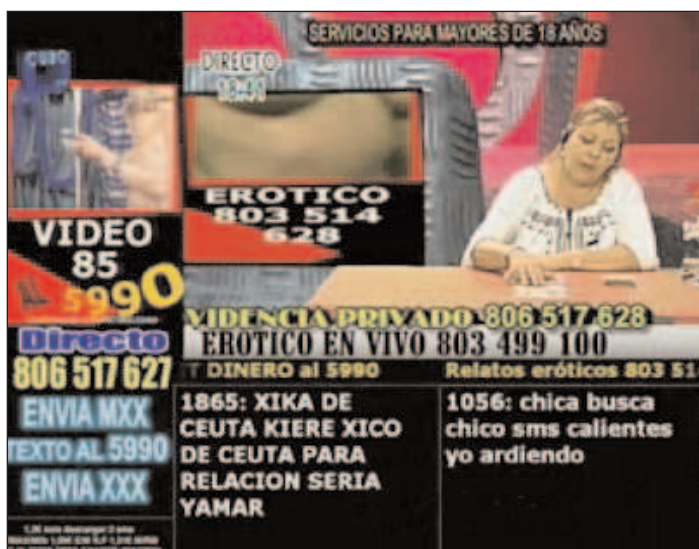 SERVICIOS PARA MAYORES DE 18 AÑOS
CUBO
DIRECTO
18:41
EROTICO
803 514
628
VIDEO
85
5990
VIDENCIA PRIVADO 806 517 628
Directo
EROTICO EN VIVO 803 499 100
806 517 627
T DINERO al 5990
Relatos eróticos 803 51
ENVIA MXX
TEXTO AL 5990
ENVIA XXX
1865: XIKA DE
CEUTA KIERE XICO
DE CEUTA PARA
RELACION SERIA
YAMAR
1056: chica busca
chico sms calientes
yo ardiendo